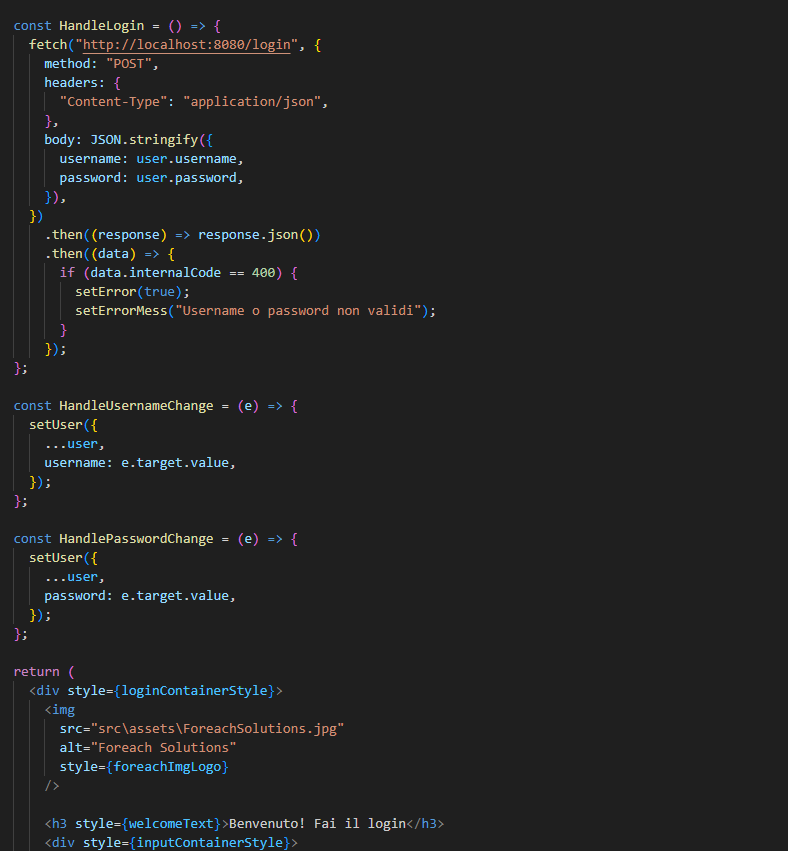 const HandleLogin = () => {
fetch("http://localhost:8080/login", {
method: "POST",
headers: {
"Content-Type": "application/json",
},
body: JSON.stringify({
username: user.username,
password: user.password,
}),
})
.then((response) => response.json())
.then((data) => {
if (data.internalCode == 400) {
setError(true);
setErrorMess("Username o password non validi");
}
});
};
const HandleUsernameChange = (e) => {
setUser({
...user,
username: e.target.value,
});
};
const HandlePasswordChange = (e) => {
setUser({
...user,
password: e.target.value,
});
};
return (
<div style={loginContainerStyle}>
<img
src="src\assets\ForeachSolutions.jpg"
alt="Foreach Solutions"
style={foreachImgLogo}
/>
<h3 style={welcomeText}>Benvenuto! Fai il login</h3>
<div style={inputContainerStyle}>